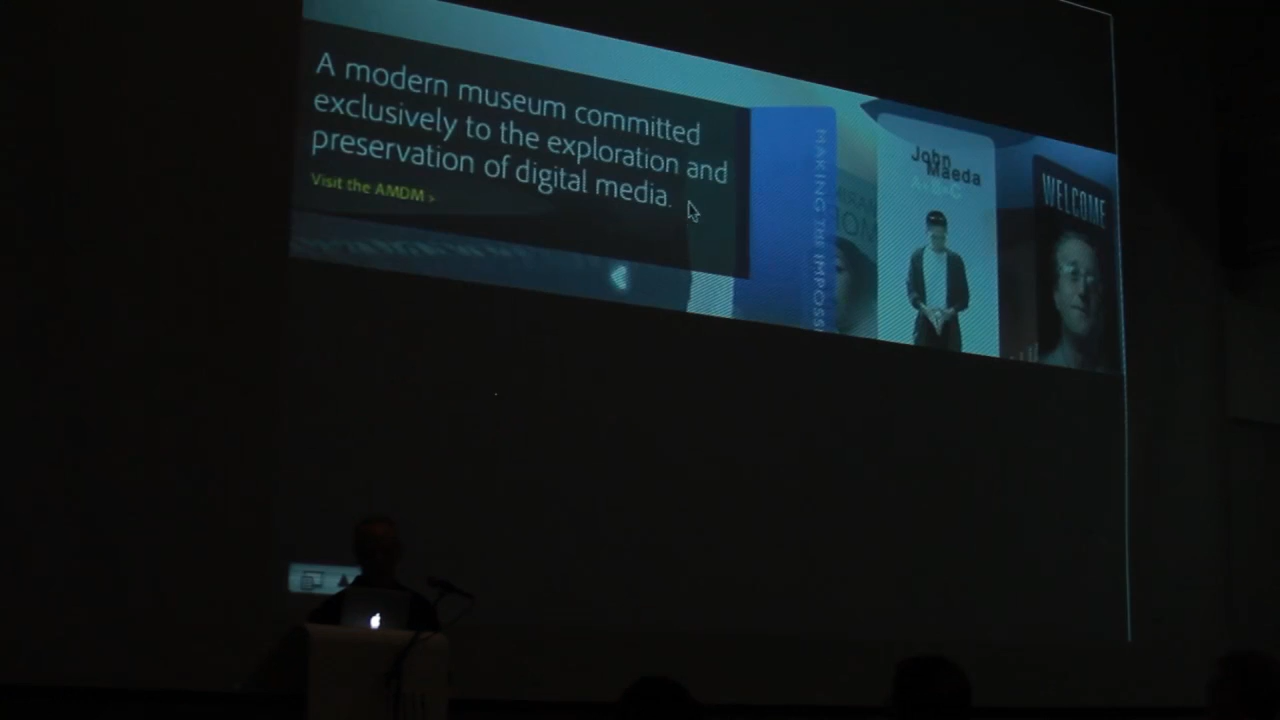 A modern museum committed
exclusively to the exploration and
preservation of digital media.
Visit the AMDM >
MAKING THE IMPOSS
John
Maeda
WELCOME